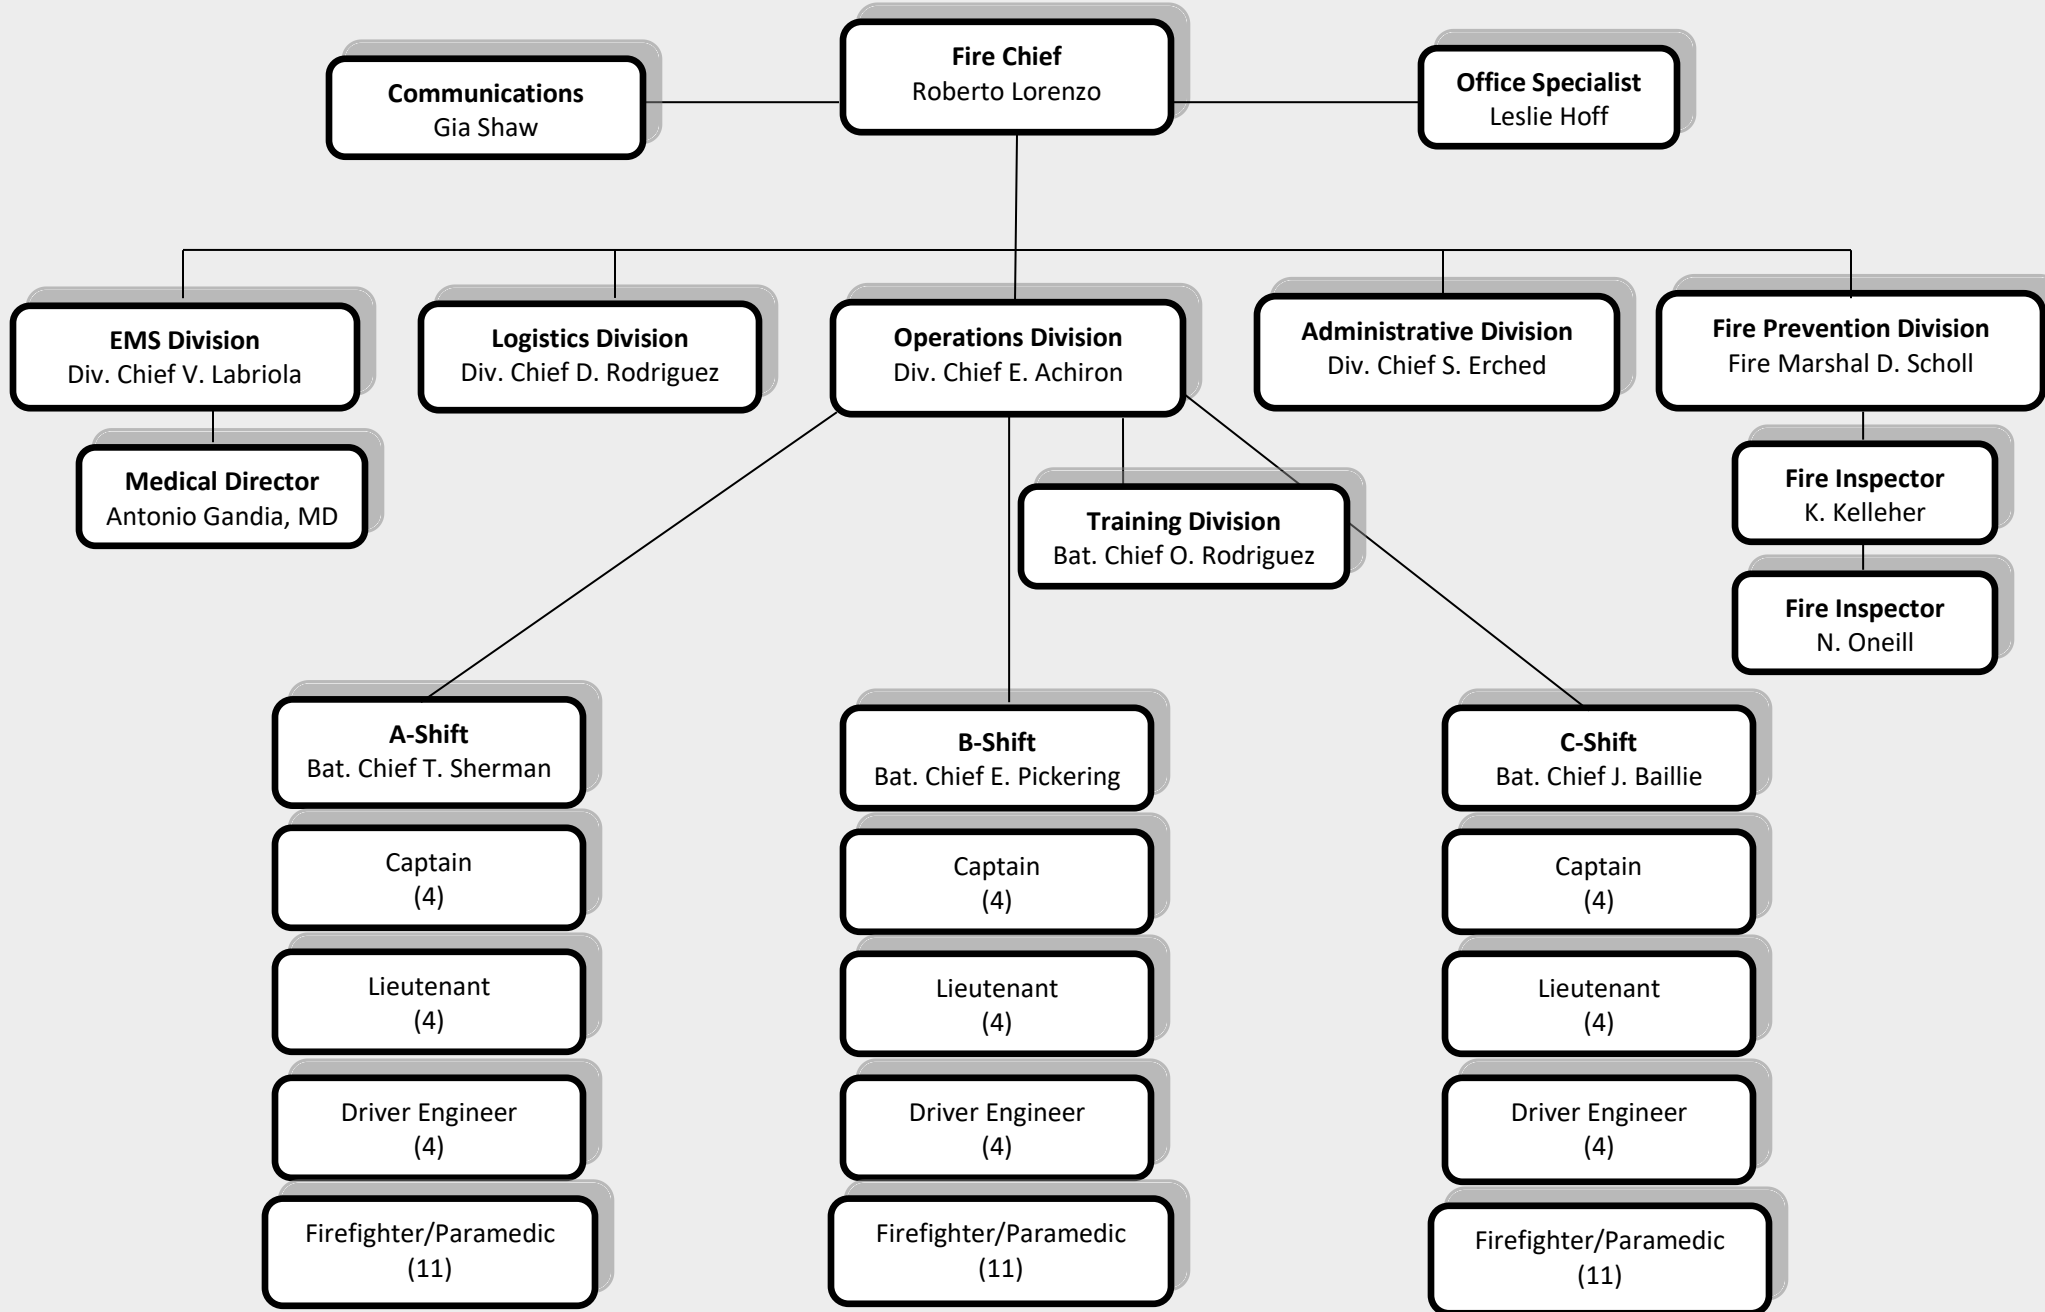 Fire Chief
Roberto Lorenzo
Communications
Gia Shaw
Office Specialist
Leslie Hoff
EMS Division
Div. Chief V. Labriola
Logistics Division
Div. Chief D. Rodriguez
Operations Division
Div. Chief E. Achiron
Administrative Division
Div. Chief S. Erched
Fire Prevention Division
Fire Marshal D. Scholl
Medical Director
Antonio Gandia, MD
Training Division
Bat. Chief O. Rodriguez
Fire Inspector
K. Kelleher
Fire Inspector
N. Oneill
A-Shift
Bat. Chief T. Sherman
Captain
(4)
Lieutenant
(4)
Driver Engineer
(4)
Firefighter/Paramedic
(11)
B-Shift
Bat. Chief E. Pickering
Captain
(4)
Lieutenant
(4)
Driver Engineer
(4)
Firefighter/Paramedic
(11)
C-Shift
Bat. Chief J. Baillie
Captain
(4)
Lieutenant
(4)
Driver Engineer
(4)
Firefighter/Paramedic
(11)